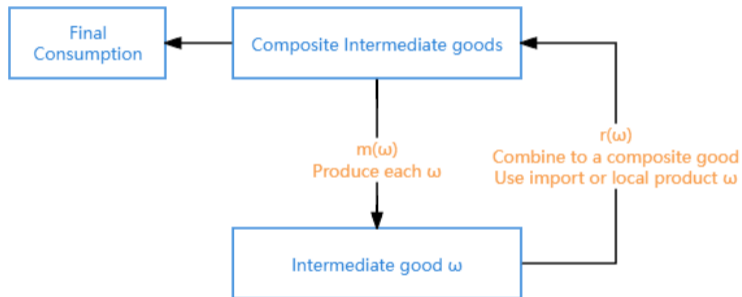 Final
Consumption
Composite Intermediate goods
m(ω)
Produce each ω
r(ω)
Combine to a composite good
Use import or local product ω
Intermediate good ω